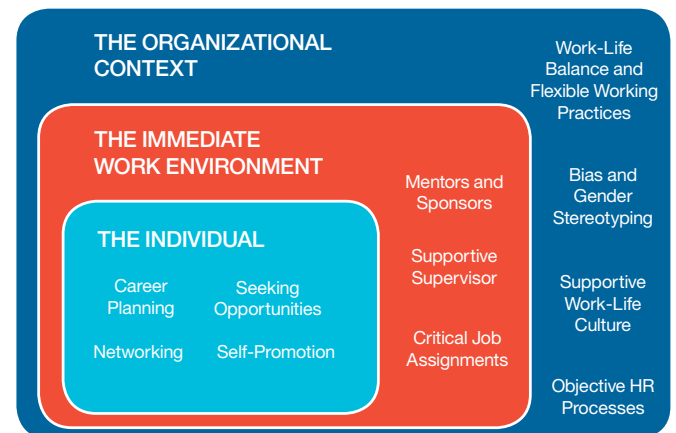 THE ORGANIZATIONAL
CONTEXT
Work-Life
Balance and
Flexible Working
Practices
THE IMMEDIATE
WORK ENVIRONMENT
Mentors and
Sponsors
Bias and
Gender
Stereotyping
THE INDIVIDUAL
Supportive
Supervisor
Career
Planning
Seeking
Opportunities
Supportive
Work-Life
Culture
Networking
Self-Promotion
Critical Job
Assignments
Objective HR
Processes